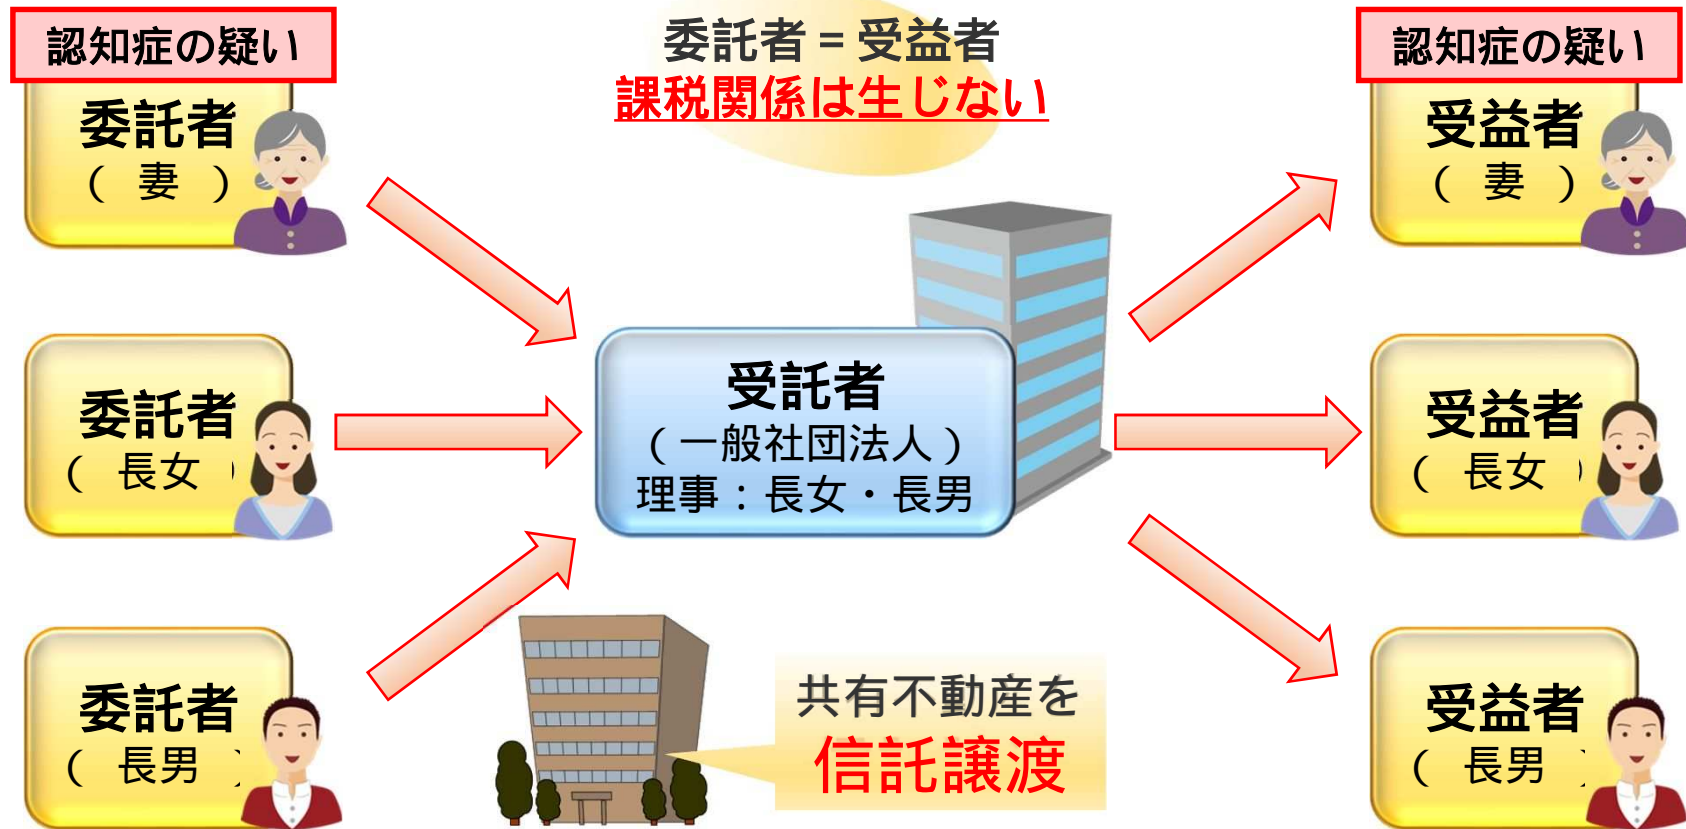 認知症の疑い
委託者
（ 妻 ）
委託者
（ 長女 ）
委託者
（ 長男 ）
委託者=受益者
課税関係は生じない
受託者
（一般社団法人）
理事：長女・長男
共有不動産を
信託譲渡
認知症の疑い
受益者
（ 妻 ）
受益者
（ 長女 ）
受益者
（ 長男 ）